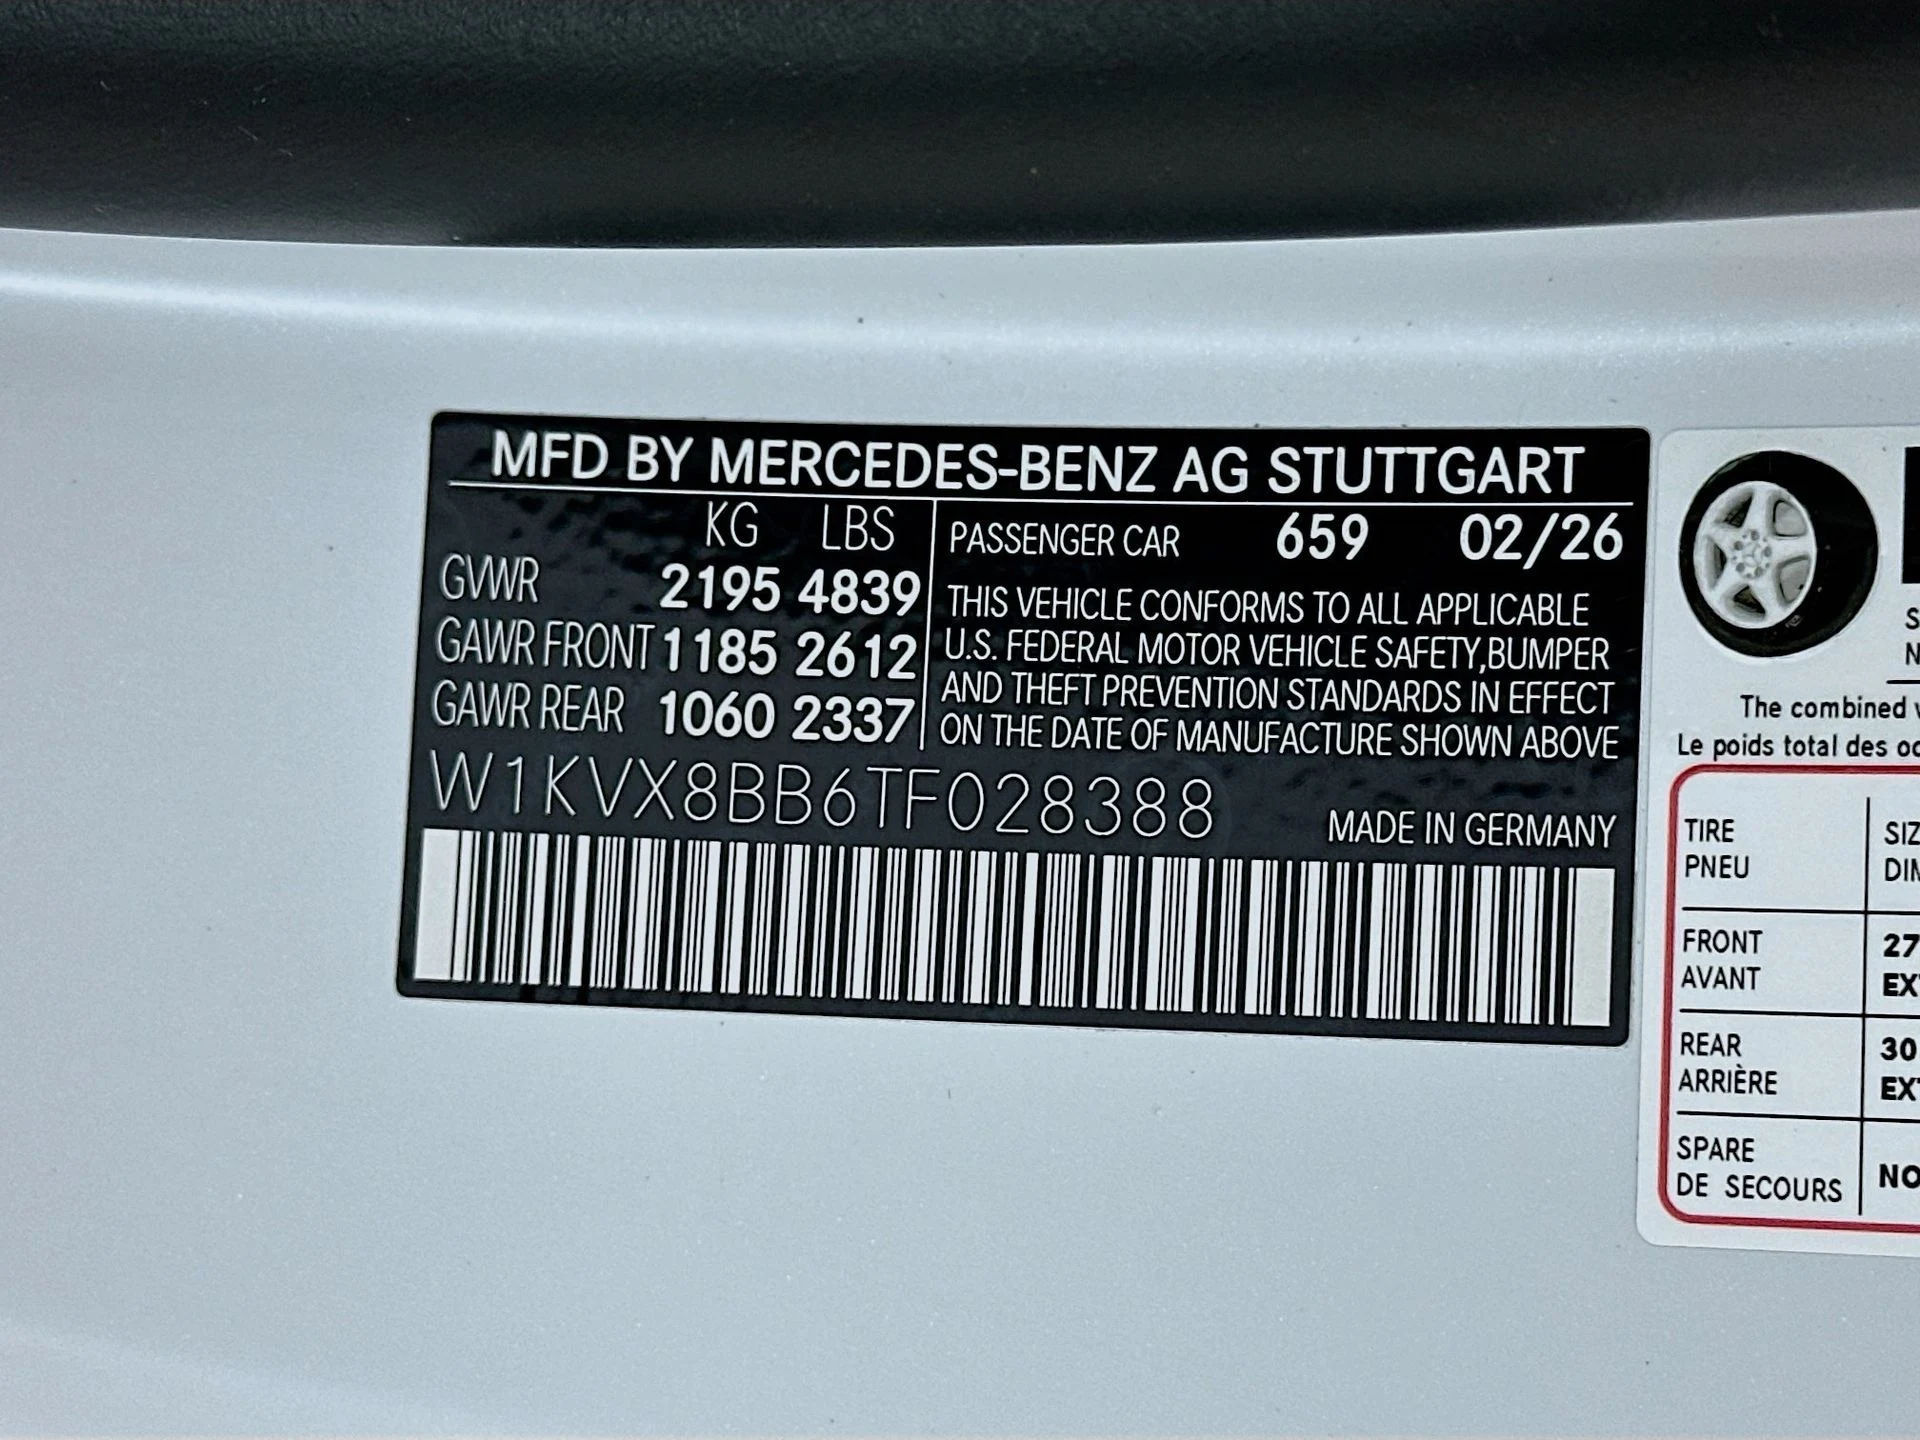 MFD BY MERCEDES-BENZ AG STUTTGART
KG LBS
GVWR 2195 4839
GAWR FRONT 1185 2612
GAWR REAR 1060 2337
PASSENGER CAR 659 02/26
THIS VEHICLE CONFORMS TO ALL APPLICABLE
U.S. FEDERAL MOTOR VEHICLE SAFETY,BUMPER
AND THEFT PREVENTION STANDARDS IN EFFECT
ON THE DATE OF MANUFACTURE SHOWN ABOVE
W1KVX8BB6TF028388
MADE IN GERMANY
The combined
Le poids total des
TIRE
PNEU
FRONT 27
AVANT
REAR 30
ARRIÈRE
SPARE
DE SECOURS